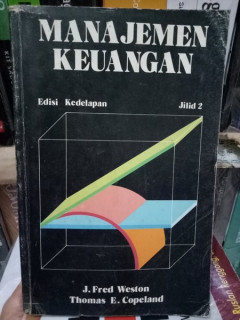 MANAJEMEN
KEUANGAN
Edisi Kedelapan
Jilid 2
J. Fred Weston
Thomas E. Copeland